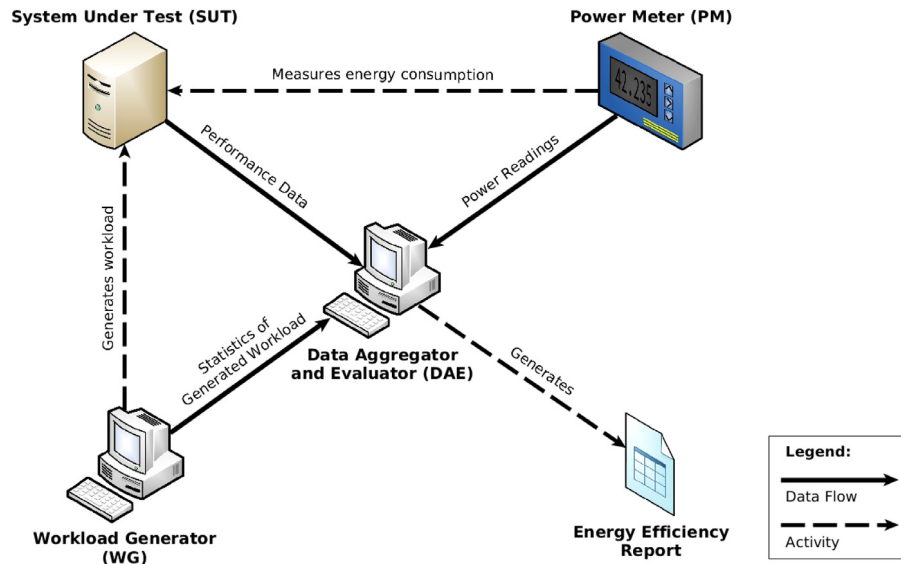 System Under Test (SUT)
Power Meter (PM)
Measures energy consumption
42.235
Performance Data
Power Readings
Generates workload
Statistics of
Generated Workload
Data Aggregator
and Evaluator (DAE)
Generates
Workload Generator
(WG)
Energy Efficiency
Report
Legend:
Data Flow
Activity